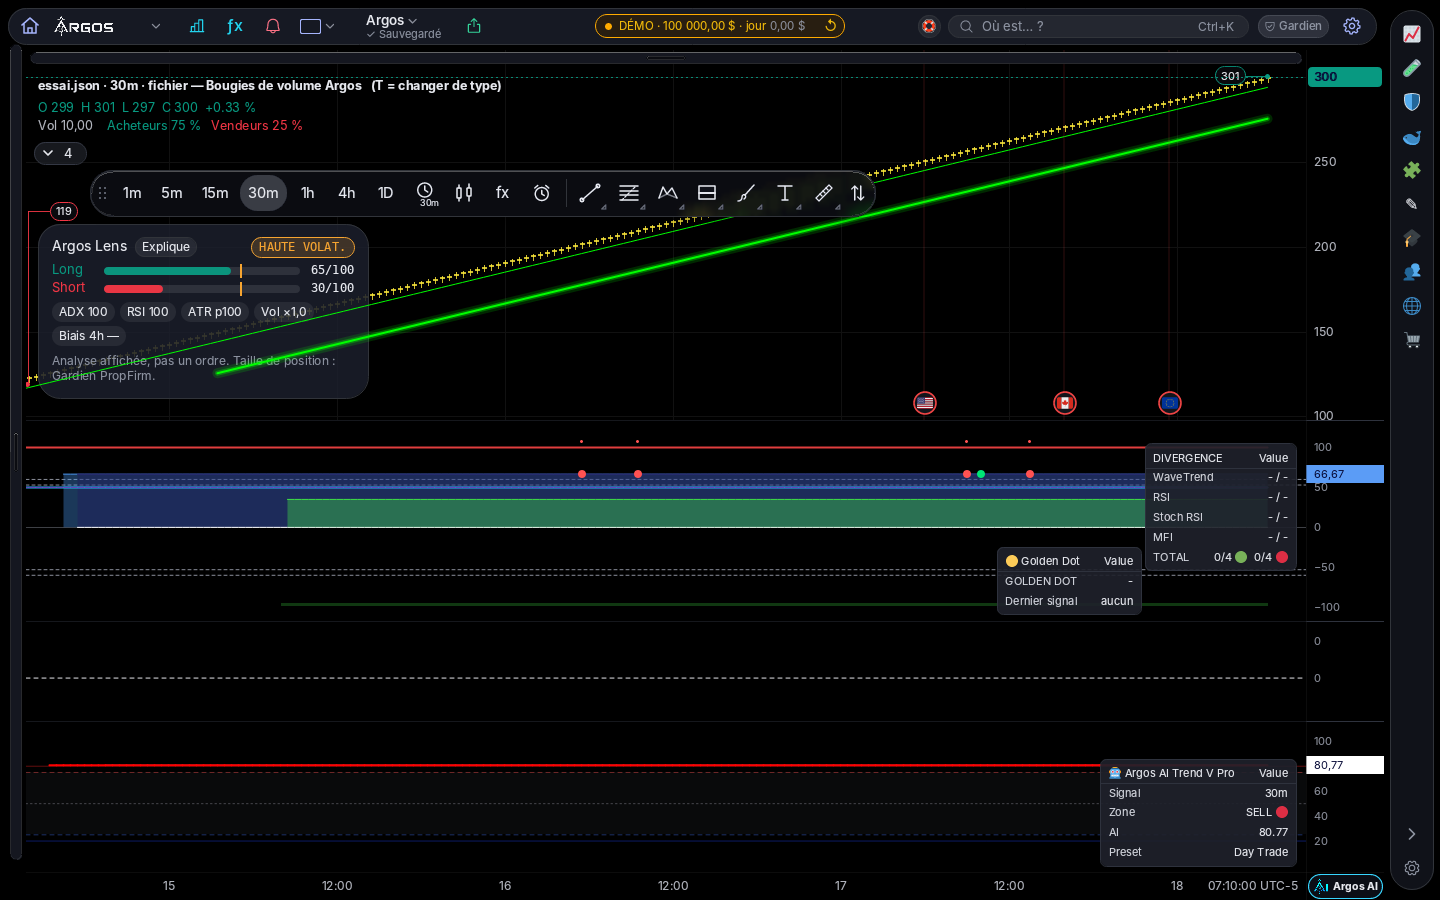 ARGOS
fx
Argos
✓ Sauvegardé
DÉMO · 100 000,00 $ · jour 0,00 $
Où est... ?
Ctrl+K
Gardien
essai.json · 30m · fichier — Bougies de volume Argos (T = changer de type)
O 299 H 301 L 297 C 300 +0.33 %
Vol 10,00 Acheteurs 75 % Vendeurs 25 %
4
301
300
250
200
150
100
1m 5m 15m 30m 1h 4h 1D 30m fx T
119
Argos Lens Explique HAUTE VOLAT.
Long 65/100
Short 30/100
ADX 100 RSI 100 ATR p100 Vol ×1,0
Biais 4h —
Analyse affichée, pas un ordre. Taille de position :
Gardien PropFirm.
100
66,67
50
0
−50
−100
DIVERGENCE Value
WaveTrend - / -
RSI - / -
Stoch RSI - / -
MFI - / -
TOTAL 0/4 0/4
Golden Dot Value
GOLDEN DOT -
Dernier signal aucun
0
0
100
80,77
60
40
20
Argos AI Trend V Pro Value
Signal 30m
Zone SELL
AI 80.77
Preset Day Trade
15 12:00 16 12:00 17 12:00 18 07:10:00 UTC-5
Argos AI